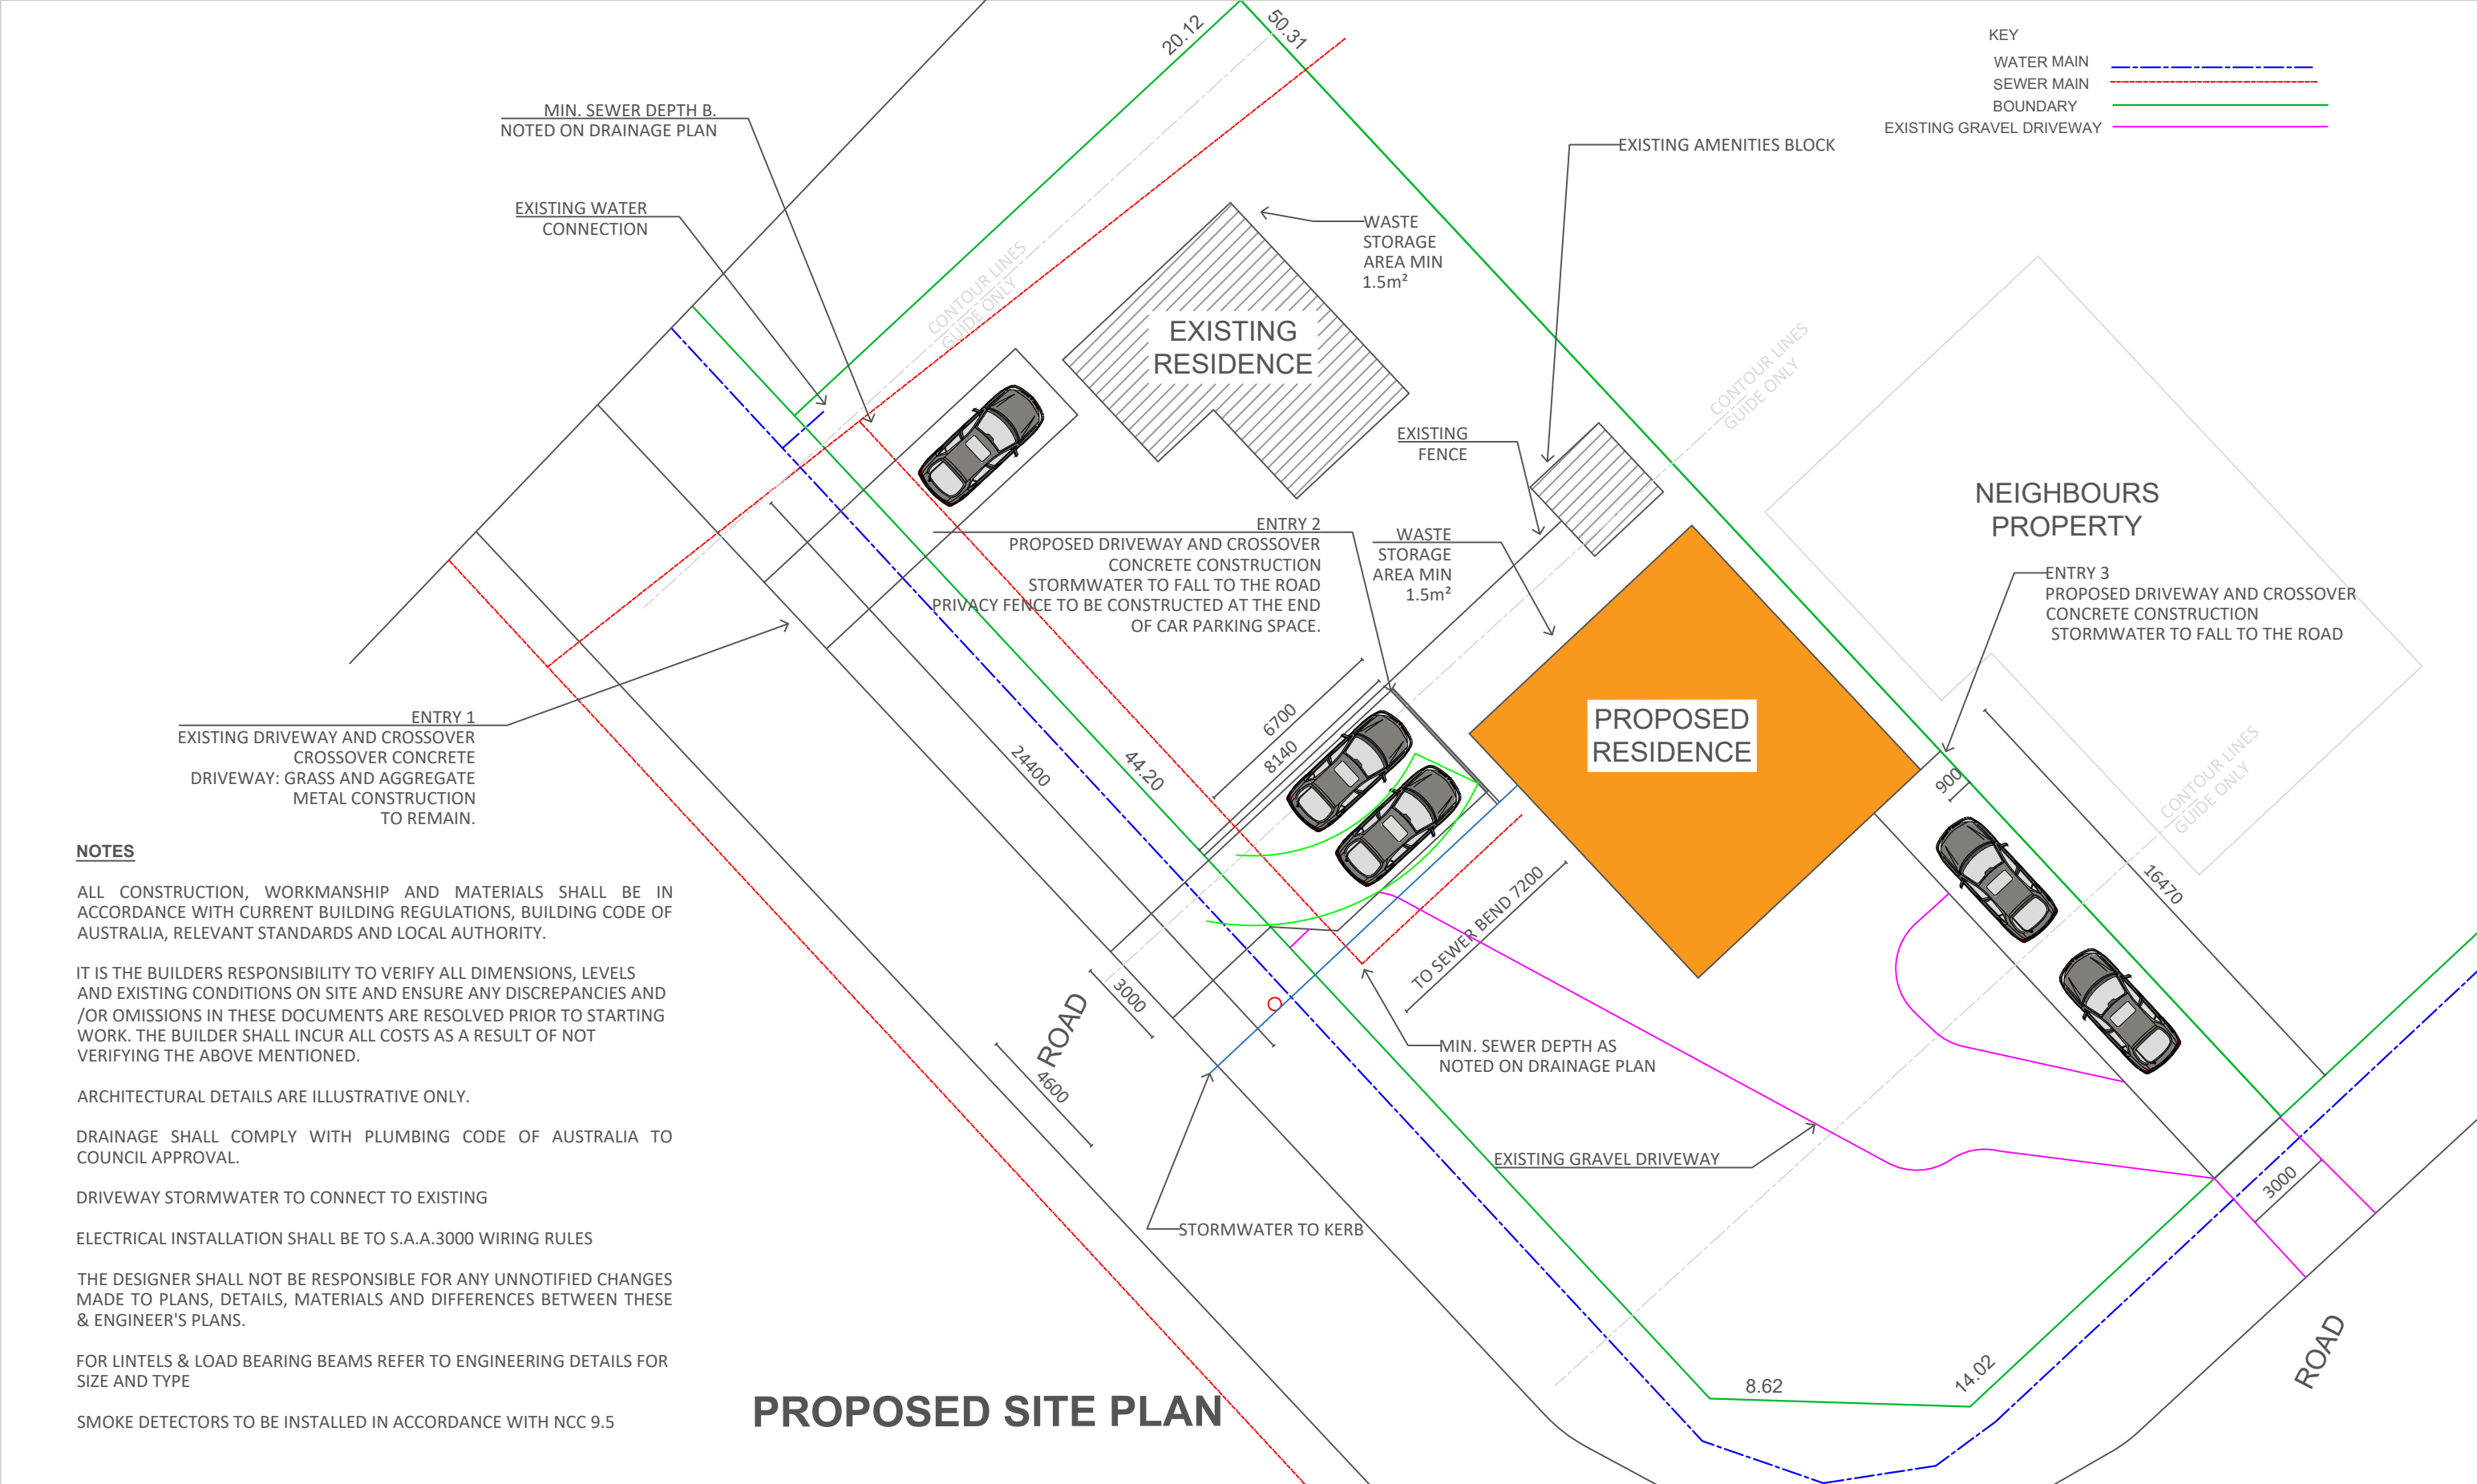 20.12
50.31
KEY
WATER MAIN
SEWER MAIN
BOUNDARY
EXISTING GRAVEL DRIVEWAY
MIN. SEWER DEPTH B.
NOTED ON DRAINAGE PLAN
EXISTING AMENITIES BLOCK
EXISTING WATER
CONNECTION
WASTE
STORAGE
AREA MIN
1.5m²
CONTOUR LINES
GUIDE ONLY
EXISTING
RESIDENCE
CONTOUR LINES
GUIDE ONLY
EXISTING
FENCE
NEIGHBOURS
PROPERTY
ENTRY 2
PROPOSED DRIVEWAY AND CROSSOVER
CONCRETE CONSTRUCTION
STORMWATER TO FALL TO THE ROAD
PRIVACY FENCE TO BE CONSTRUCTED AT THE END
OF CAR PARKING SPACE.
WASTE
STORAGE
AREA MIN
1.5m²
ENTRY 3
PROPOSED DRIVEWAY AND CROSSOVER
CONCRETE CONSTRUCTION
STORMWATER TO FALL TO THE ROAD
ENTRY 1
EXISTING DRIVEWAY AND CROSSOVER
CROSSOVER CONCRETE
DRIVEWAY: GRASS AND AGGREGATE
METAL CONSTRUCTION
TO REMAIN.
24400
44.20
6700
8140
PROPOSED
RESIDENCE
900
CONTOUR LINES
GUIDE ONLY
16470
NOTES
ALL CONSTRUCTION, WORKMANSHIP AND MATERIALS SHALL BE IN
ACCORDANCE WITH CURRENT BUILDING REGULATIONS, BUILDING CODE OF
AUSTRALIA, RELEVANT STANDARDS AND LOCAL AUTHORITY.
IT IS THE BUILDERS RESPONSIBILITY TO VERIFY ALL DIMENSIONS, LEVELS
AND EXISTING CONDITIONS ON SITE AND ENSURE ANY DISCREPANCIES AND
/OR OMISSIONS IN THESE DOCUMENTS ARE RESOLVED PRIOR TO STARTING
WORK. THE BUILDER SHALL INCUR ALL COSTS AS A RESULT OF NOT
VERIFYING THE ABOVE MENTIONED.
ARCHITECTURAL DETAILS ARE ILLUSTRATIVE ONLY.
DRAINAGE SHALL COMPLY WITH PLUMBING CODE OF AUSTRALIA TO
COUNCIL APPROVAL.
DRIVEWAY STORMWATER TO CONNECT TO EXISTING
ELECTRICAL INSTALLATION SHALL BE TO S.A.A.3000 WIRING RULES
THE DESIGNER SHALL NOT BE RESPONSIBLE FOR ANY UNNOTIFIED CHANGES
MADE TO PLANS, DETAILS, MATERIALS AND DIFFERENCES BETWEEN THESE
& ENGINEER'S PLANS.
FOR LINTELS & LOAD BEARING BEAMS REFER TO ENGINEERING DETAILS FOR
SIZE AND TYPE
SMOKE DETECTORS TO BE INSTALLED IN ACCORDANCE WITH NCC 9.5
TO SEWER BEND 7200
3000
ROAD
4600
MIN. SEWER DEPTH AS
NOTED ON DRAINAGE PLAN
EXISTING GRAVEL DRIVEWAY
STORMWATER TO KERB
3000
ROAD
8.62
14.02
PROPOSED SITE PLAN